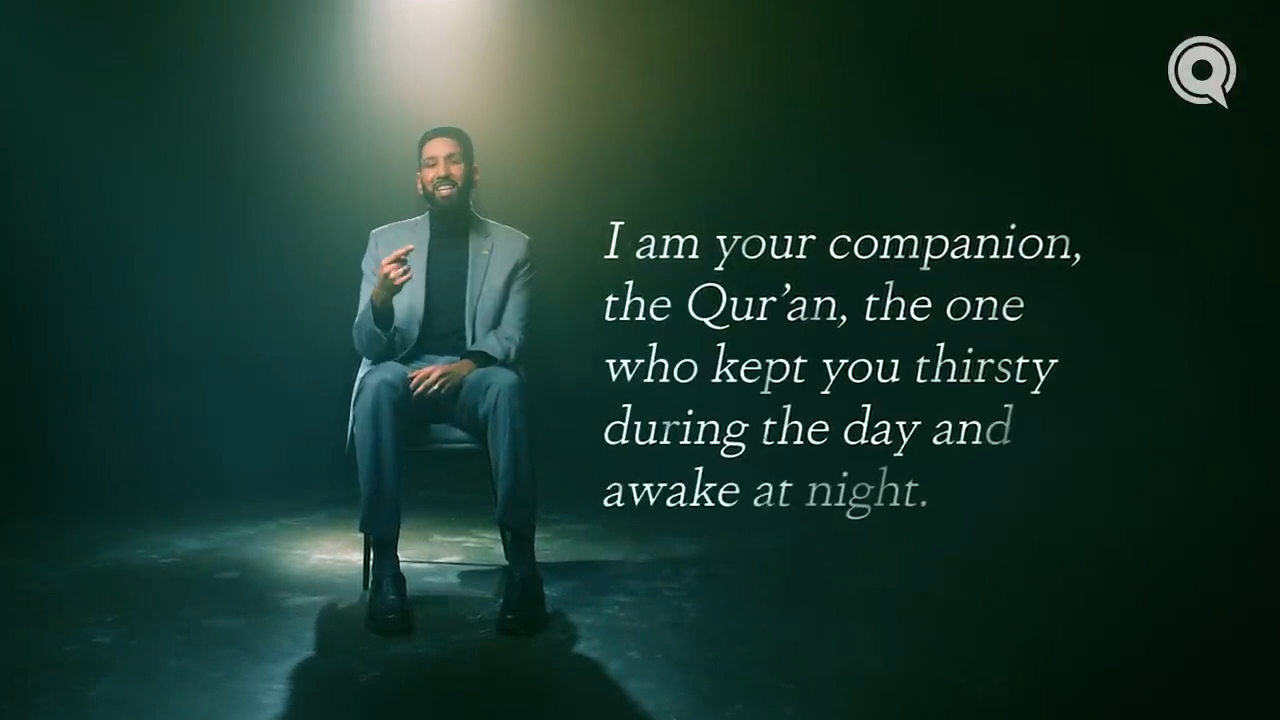 I am your companion,
the Qur’an, the one
who kept you thirsty
during the day and
awake at night.